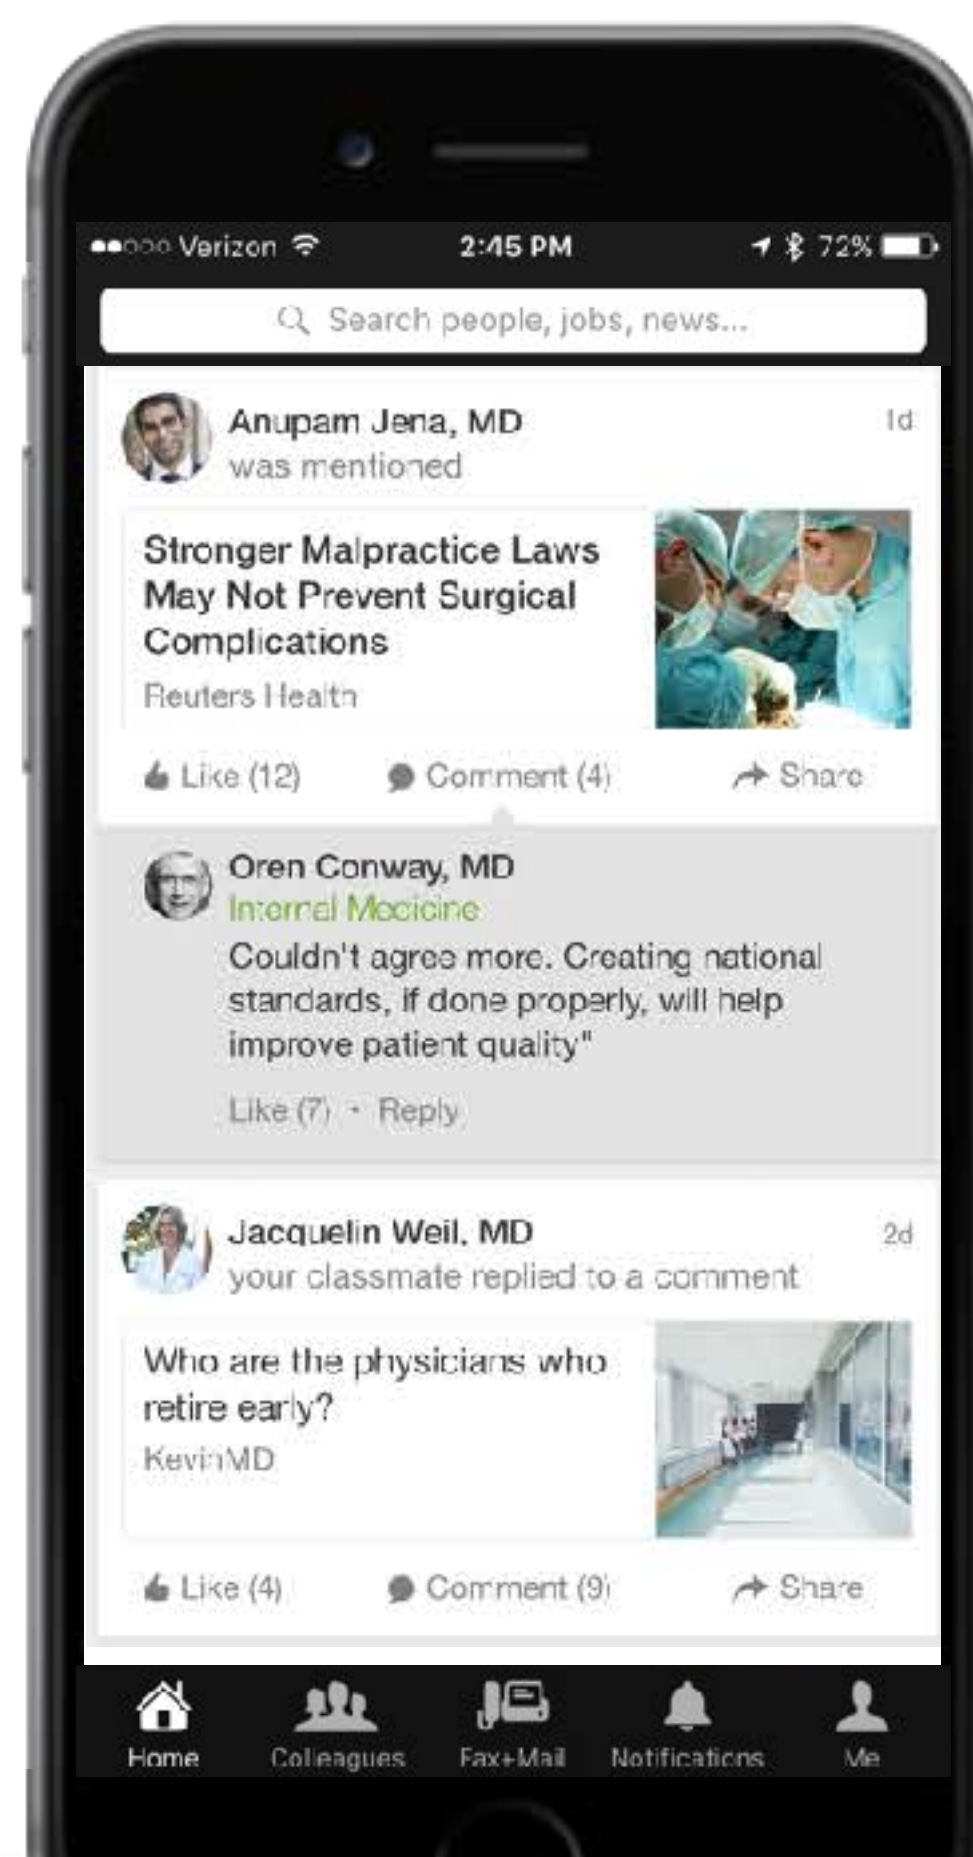 Verizon 2:45 PM 72%
Search people, jobs, news...
Anupam Jena, MD 1d
was mentioned
Stronger Malpractice Laws
May Not Prevent Surgical
Complications
Reuters Health
Like (12) Comment (4) Share
Oren Conway, MD
Internal Medicine
Couldn't agree more. Creating national
standards, if done properly, will help
improve patient quality"
Like (7) · Reply
Jacquelin Weil, MD 2d
your classmate replied to a comment
Who are the physicians who
retire early?
KevinMD
Like (4) Comment (9) Share
Home Colleagues Fax+Mail Notifications Me